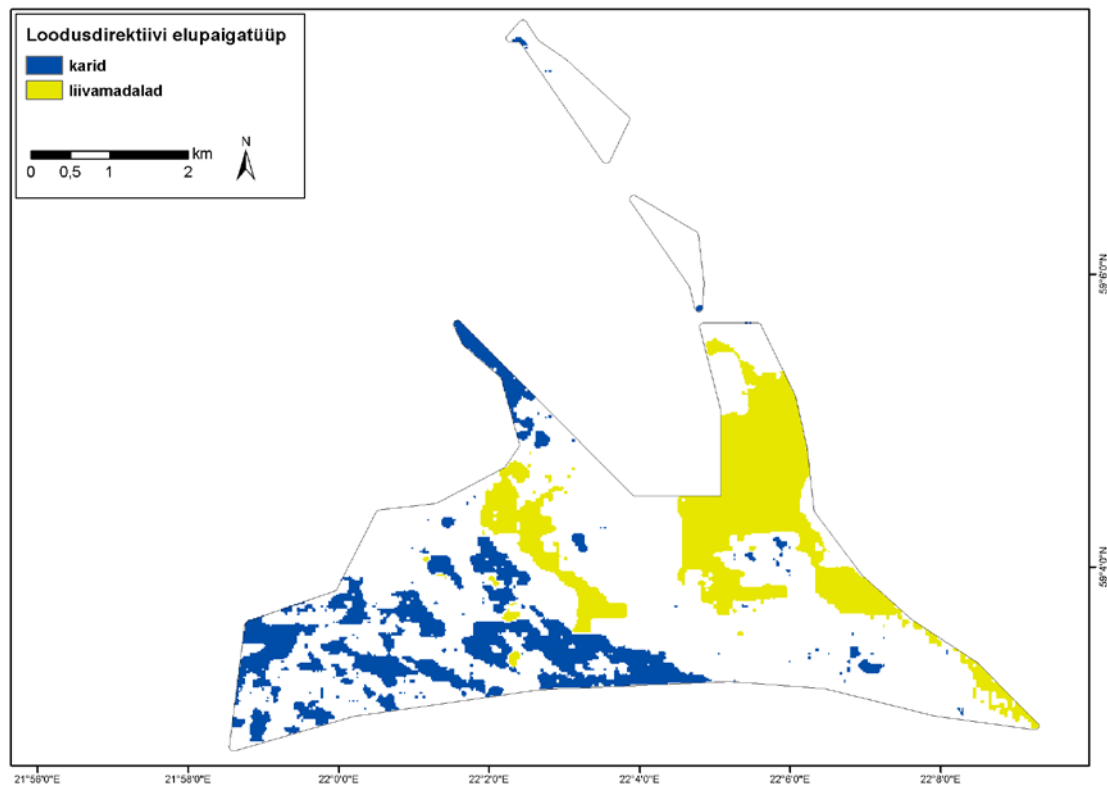 Loodusdirektiivi elupaigatüüp
karid
liivamadalad
km
0 0,5 1 2
N
59°6'0"N
59°4'0"N
21°56'0"E 21°58'0"E 22°0'0"E 22°2'0"E 22°4'0"E 22°6'0"E 22°8'0"E